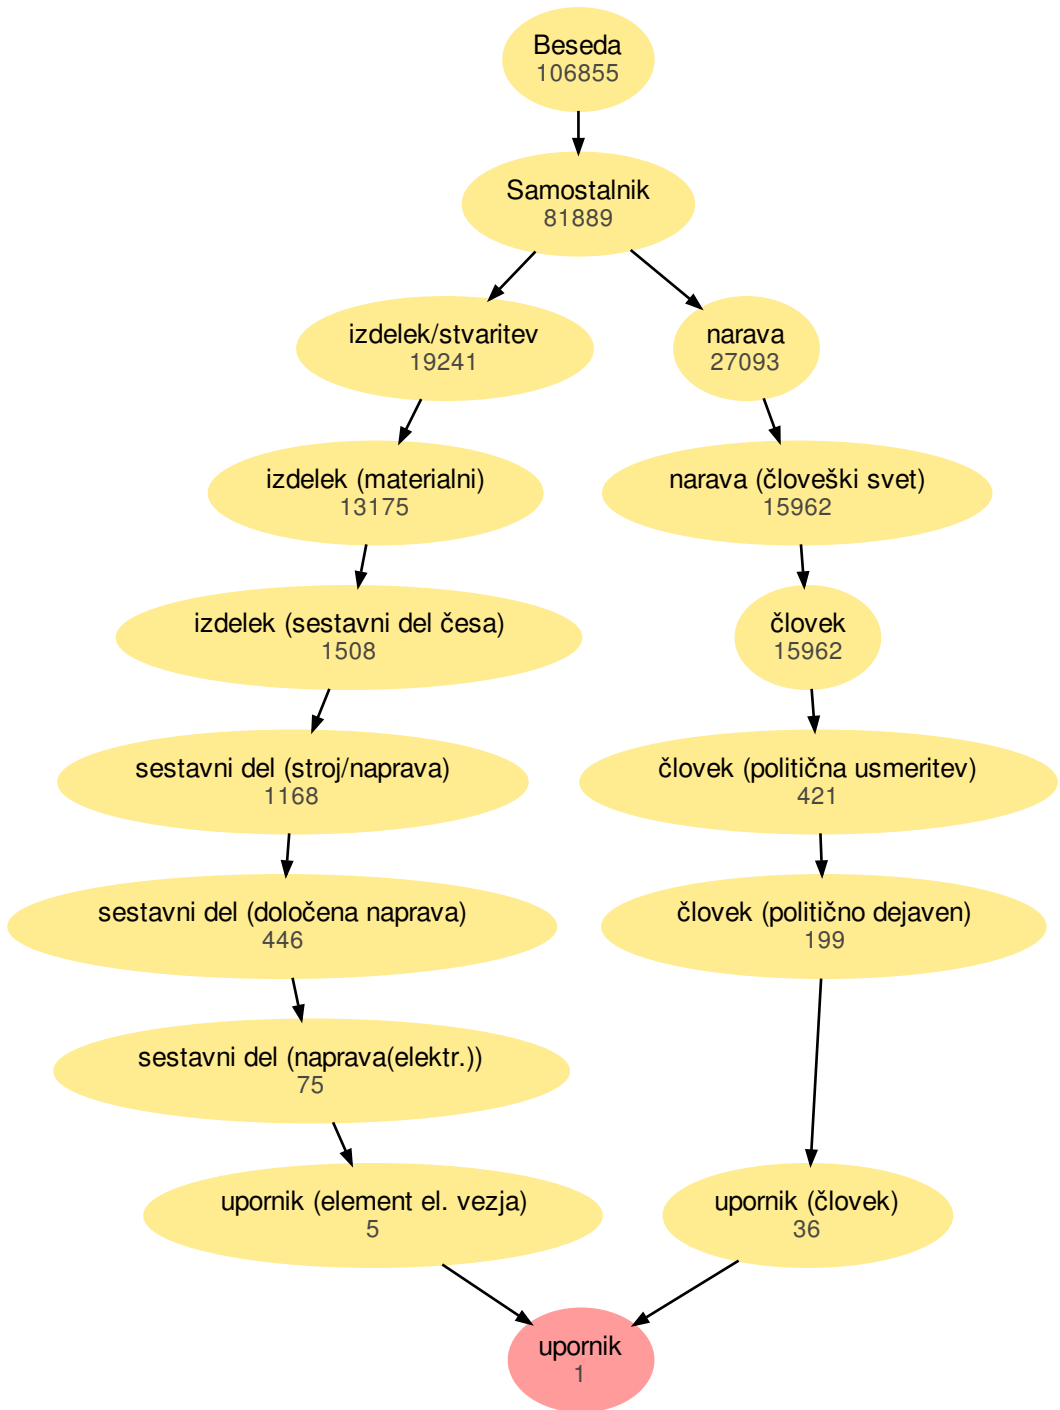 Beseda
106855
Samostalnik
81889
izdelek/stvaritev
19241
narava
27093
izdelek (materialni)
13175
narava (človeški svet)
15962
izdelek (sestavni del česa)
1508
človek
15962
sestavni del (stroj/naprava)
1168
človek (politična usmeritev)
421
sestavni del (določena naprava)
446
človek (politično dejaven)
199
sestavni del (naprava(elektr.))
75
upornik (element el. vezja)
5
upornik (človek)
36
upornik
1